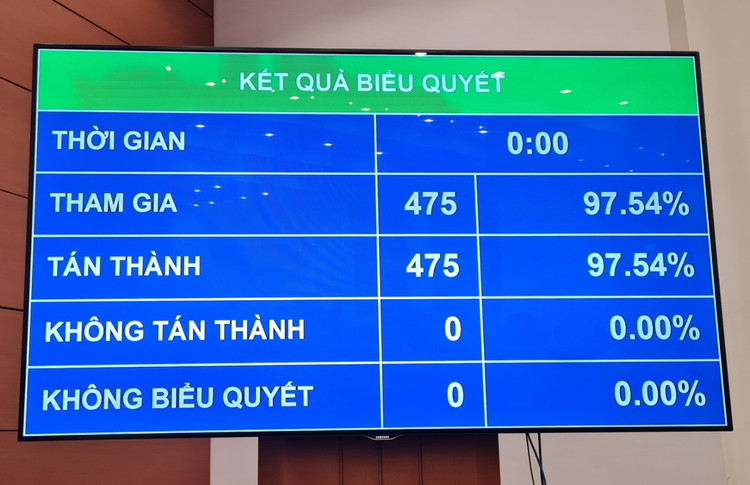 KẾT QUẢ BIỂU QUYẾT
THỜI GIAN 0:00
THAM GIA 475 97.54%
TÁN THÀNH 475 97.54%
KHÔNG TÁN THÀNH 0 0.00%
KHÔNG BIỂU QUYẾT 0 0.00%
SAMSUNG